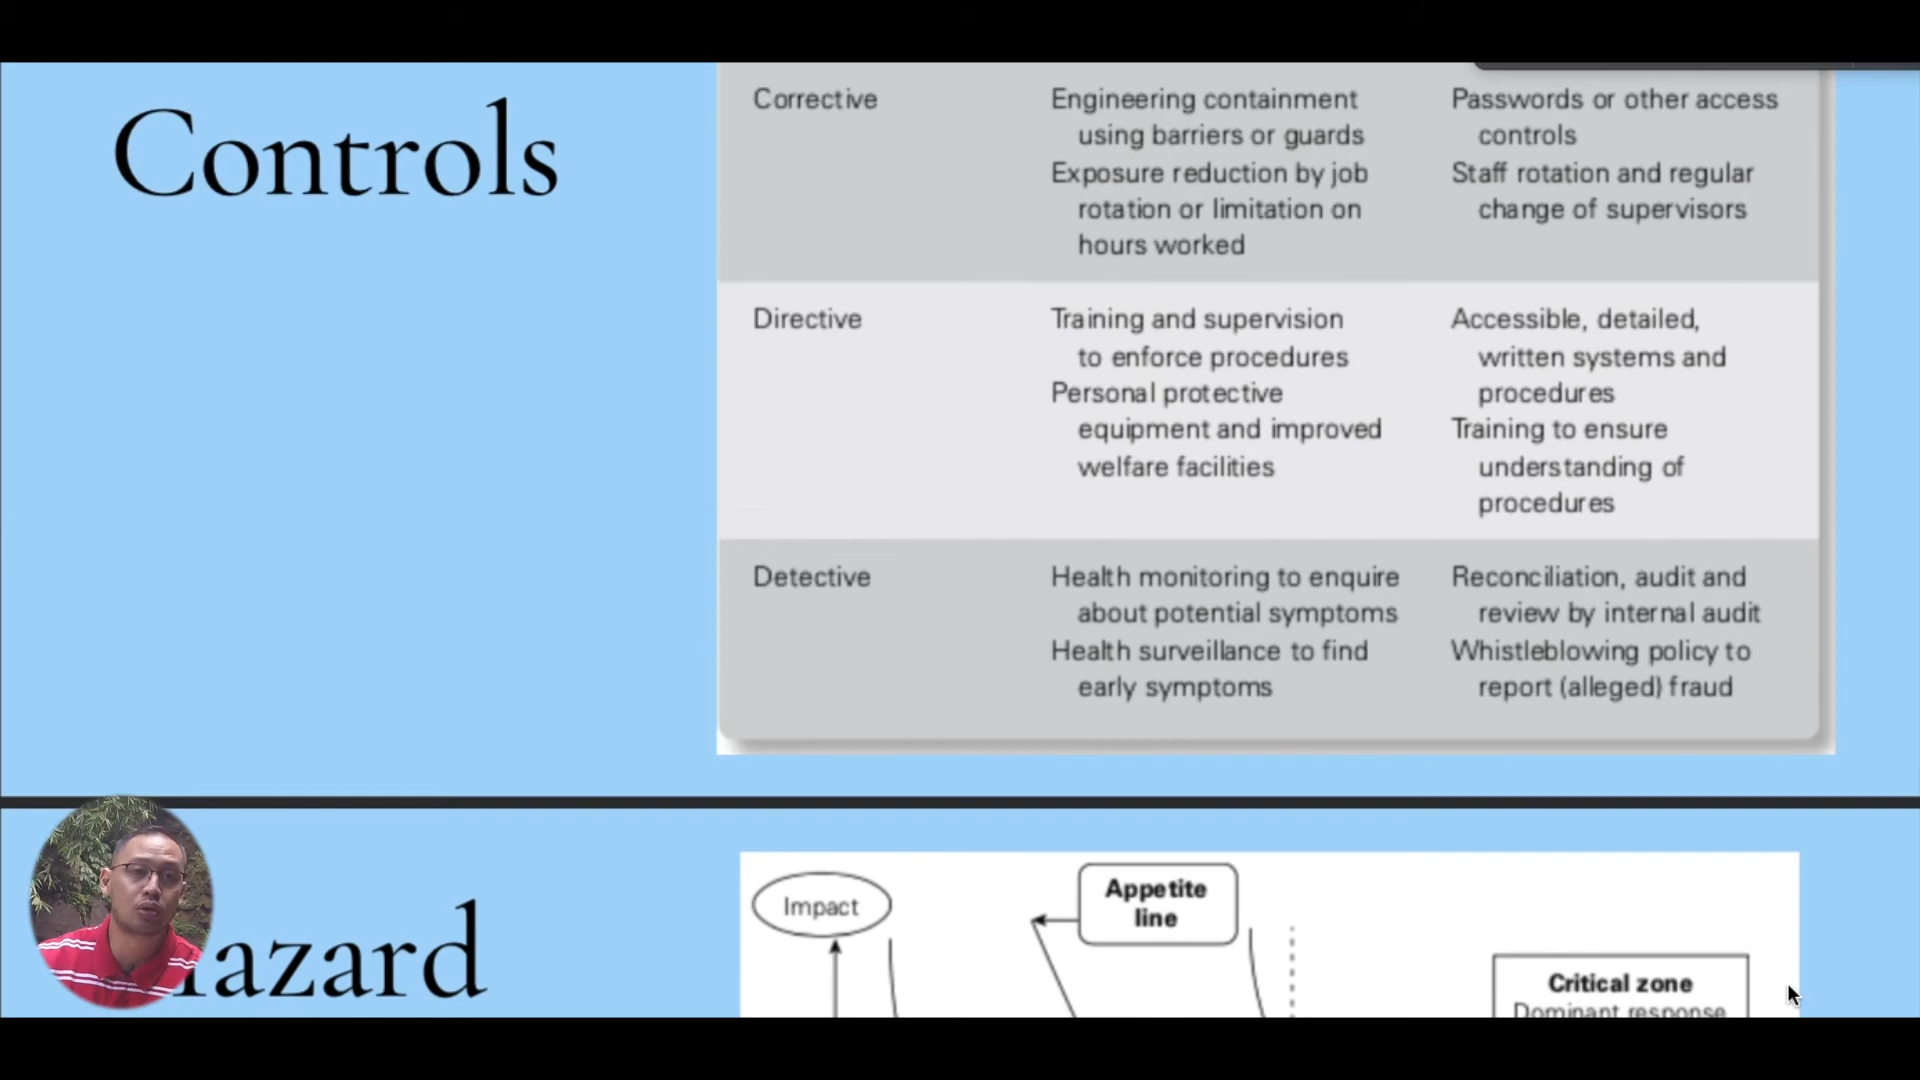 Controls
Corrective
Engineering containment
using barriers or guards
Exposure reduction by job
rotation or limitation on
hours worked
Passwords or other access
controls
Staff rotation and regular
change of supervisors
Directive
Training and supervision
to enforce procedures
Personal protective
equipment and improved
welfare facilities
Accessible, detailed,
written systems and
procedures
Training to ensure
understanding of
procedures
Detective
Health monitoring to enquire
about potential symptoms
Health surveillance to find
early symptoms
Reconciliation, audit and
review by internal audit
Whistleblowing policy to
report (alleged) fraud
azard
Impact
Appetite
line
Critical zone
Dominant response